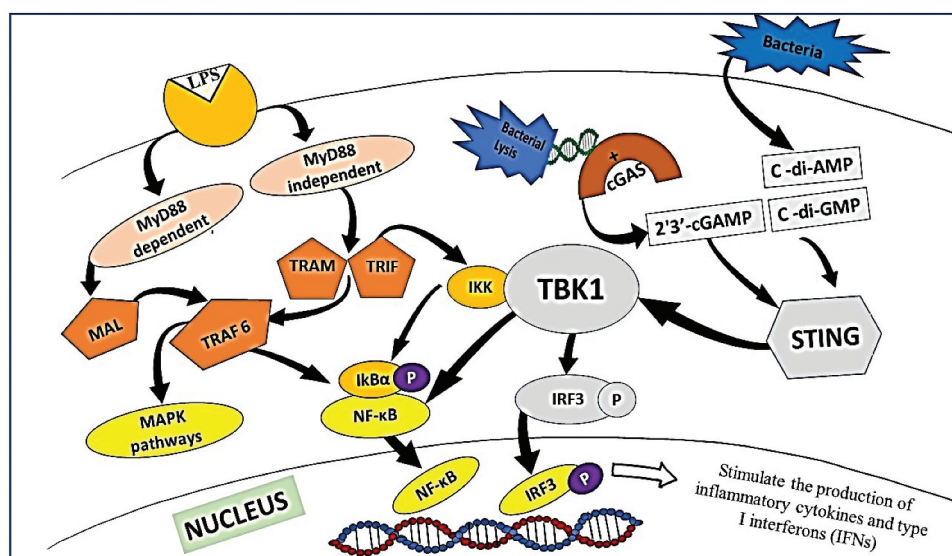 LPS
Bacteria
MyD88
independent
Bacterial
Lysis
+
cGAS
C -di-AMP
MyD88
dependent
2'3'-cGAMP
C -di-GMP
TRAM
TRIF
IKK
TBK1
MAL
TRAF 6
STING
IkBα
P
NF-κB
IRF3
P
MAPK
pathways
NF-κB
IRF3
P
NUCLEUS
Stimulate the production of
inflammatory cytokines and type
I interferons (IFNs)